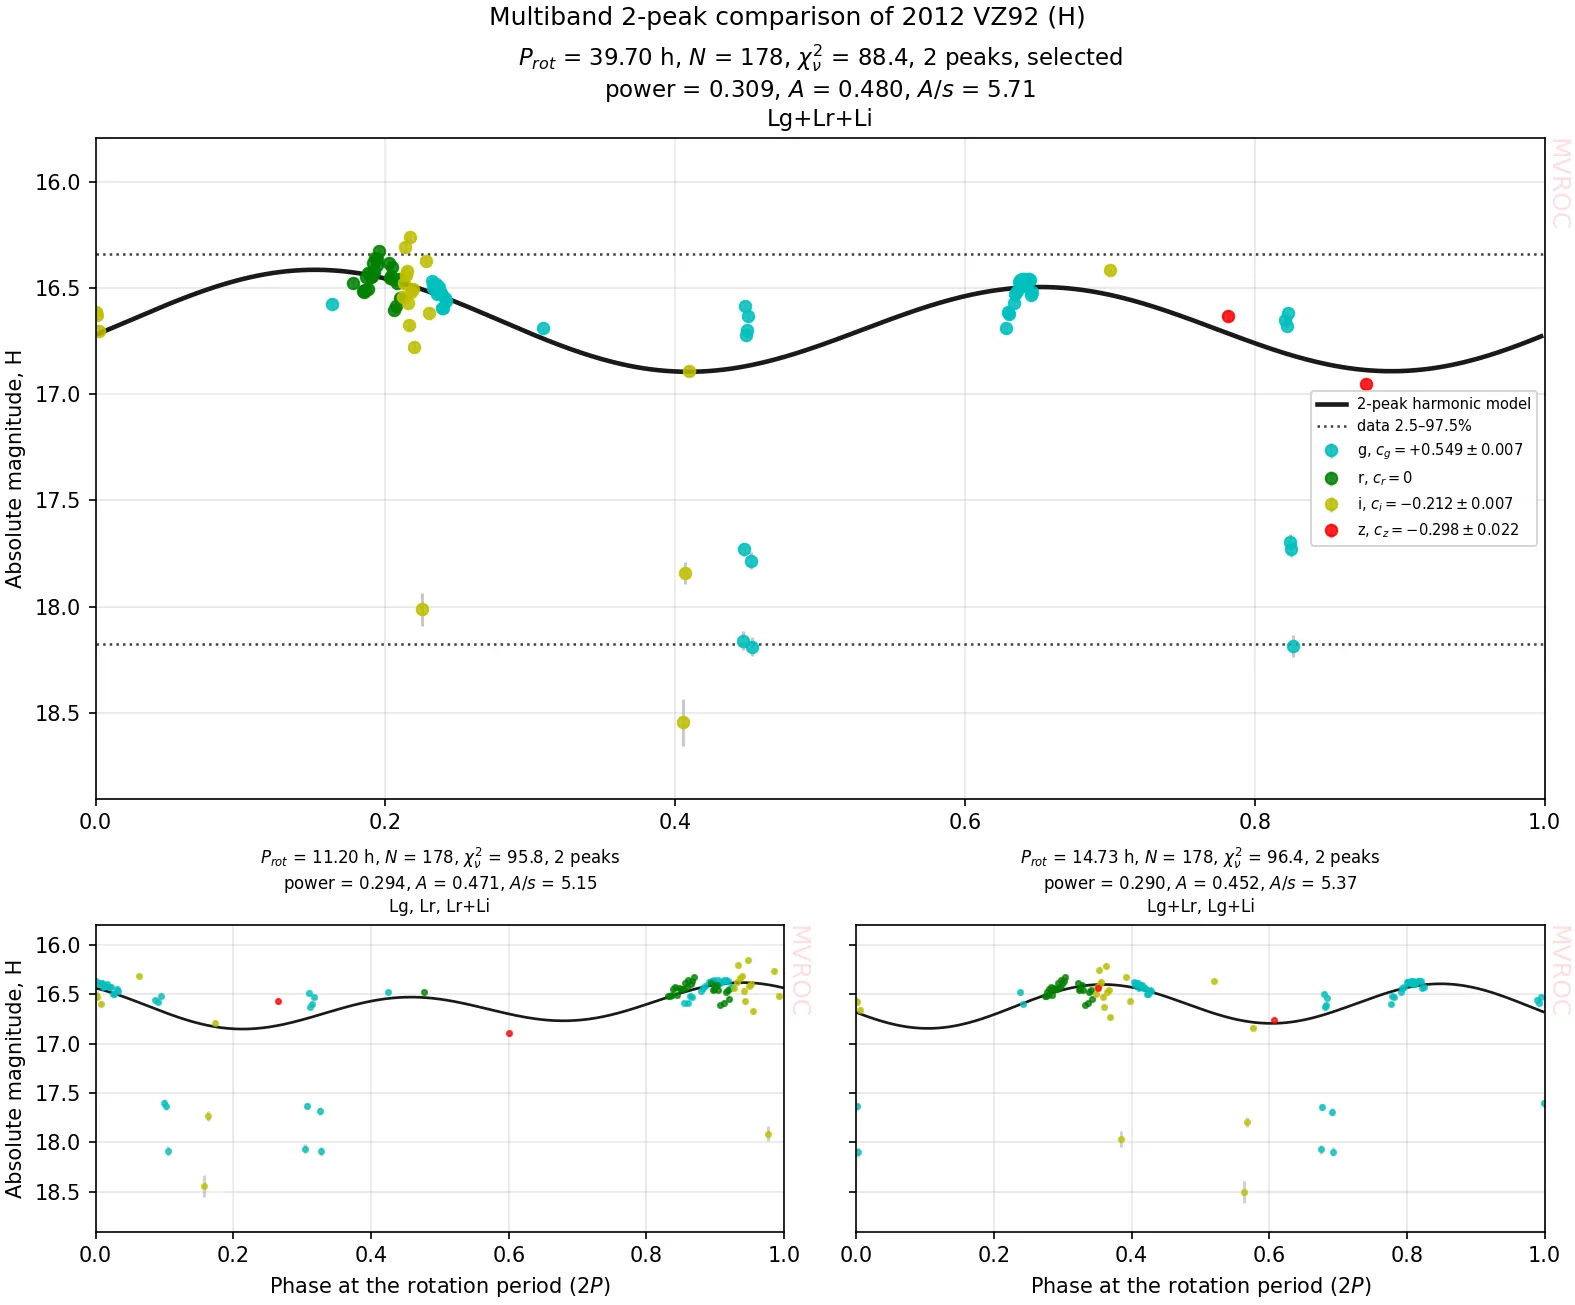 Multiband 2-peak comparison of 2012 VZ92 (H)
P_rot = 39.70 h, N = 178, χ²_ν = 88.4, 2 peaks, selected
power = 0.309, A = 0.480, A/s = 5.71
Lg+Lr+Li
MVROC
16.0
16.5
17.0
17.5
18.0
18.5
Absolute magnitude, H
2-peak harmonic model
data 2.5–97.5%
g, c_g = +0.549 ± 0.007
r, c_r = 0
i, c_i = −0.212 ± 0.007
z, c_z = −0.298 ± 0.022
0.0 0.2 0.4 0.6 0.8 1.0
P_rot = 11.20 h, N = 178, χ²_ν = 95.8, 2 peaks
power = 0.294, A = 0.471, A/s = 5.15
Lg, Lr, Lr+Li
MVROC
16.0
16.5
17.0
17.5
18.0
18.5
Absolute magnitude, H
0.0 0.2 0.4 0.6 0.8 1.0
Phase at the rotation period (2P)
P_rot = 14.73 h, N = 178, χ²_ν = 96.4, 2 peaks
power = 0.290, A = 0.452, A/s = 5.37
Lg+Lr, Lg+Li
MVROC
0.0 0.2 0.4 0.6 0.8 1.0
Phase at the rotation period (2P)